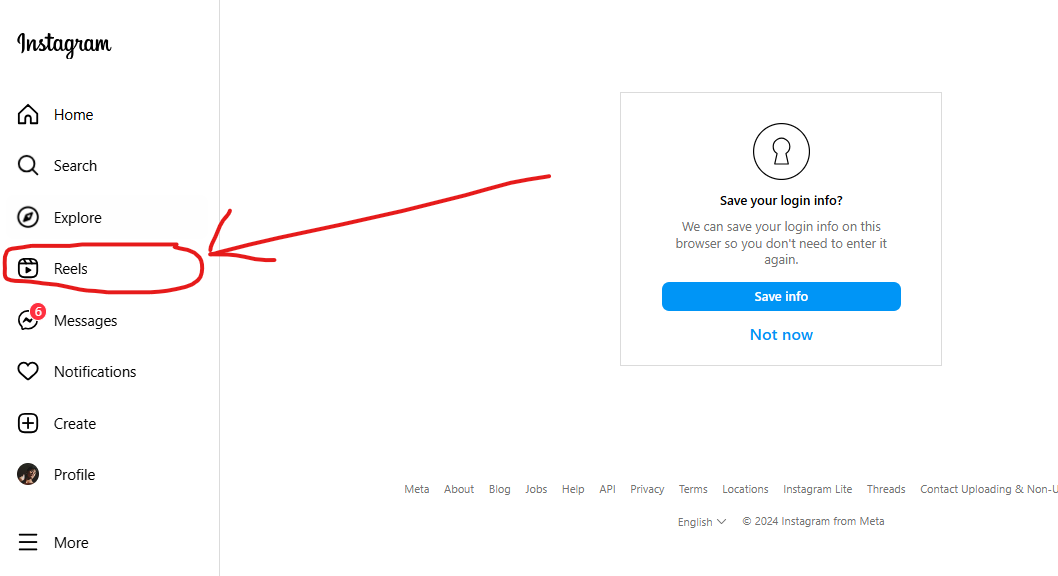 Instagram
Home
Search
Explore
Reels
6
Messages
Notifications
Create
Profile
More
Save your login info?
We can save your login info on this
browser so you don't need to enter it
again.
Save info
Not now
Meta About Blog Jobs Help API Privacy Terms Locations Instagram Lite Threads Contact Uploading & Non-U
English © 2024 Instagram from Meta